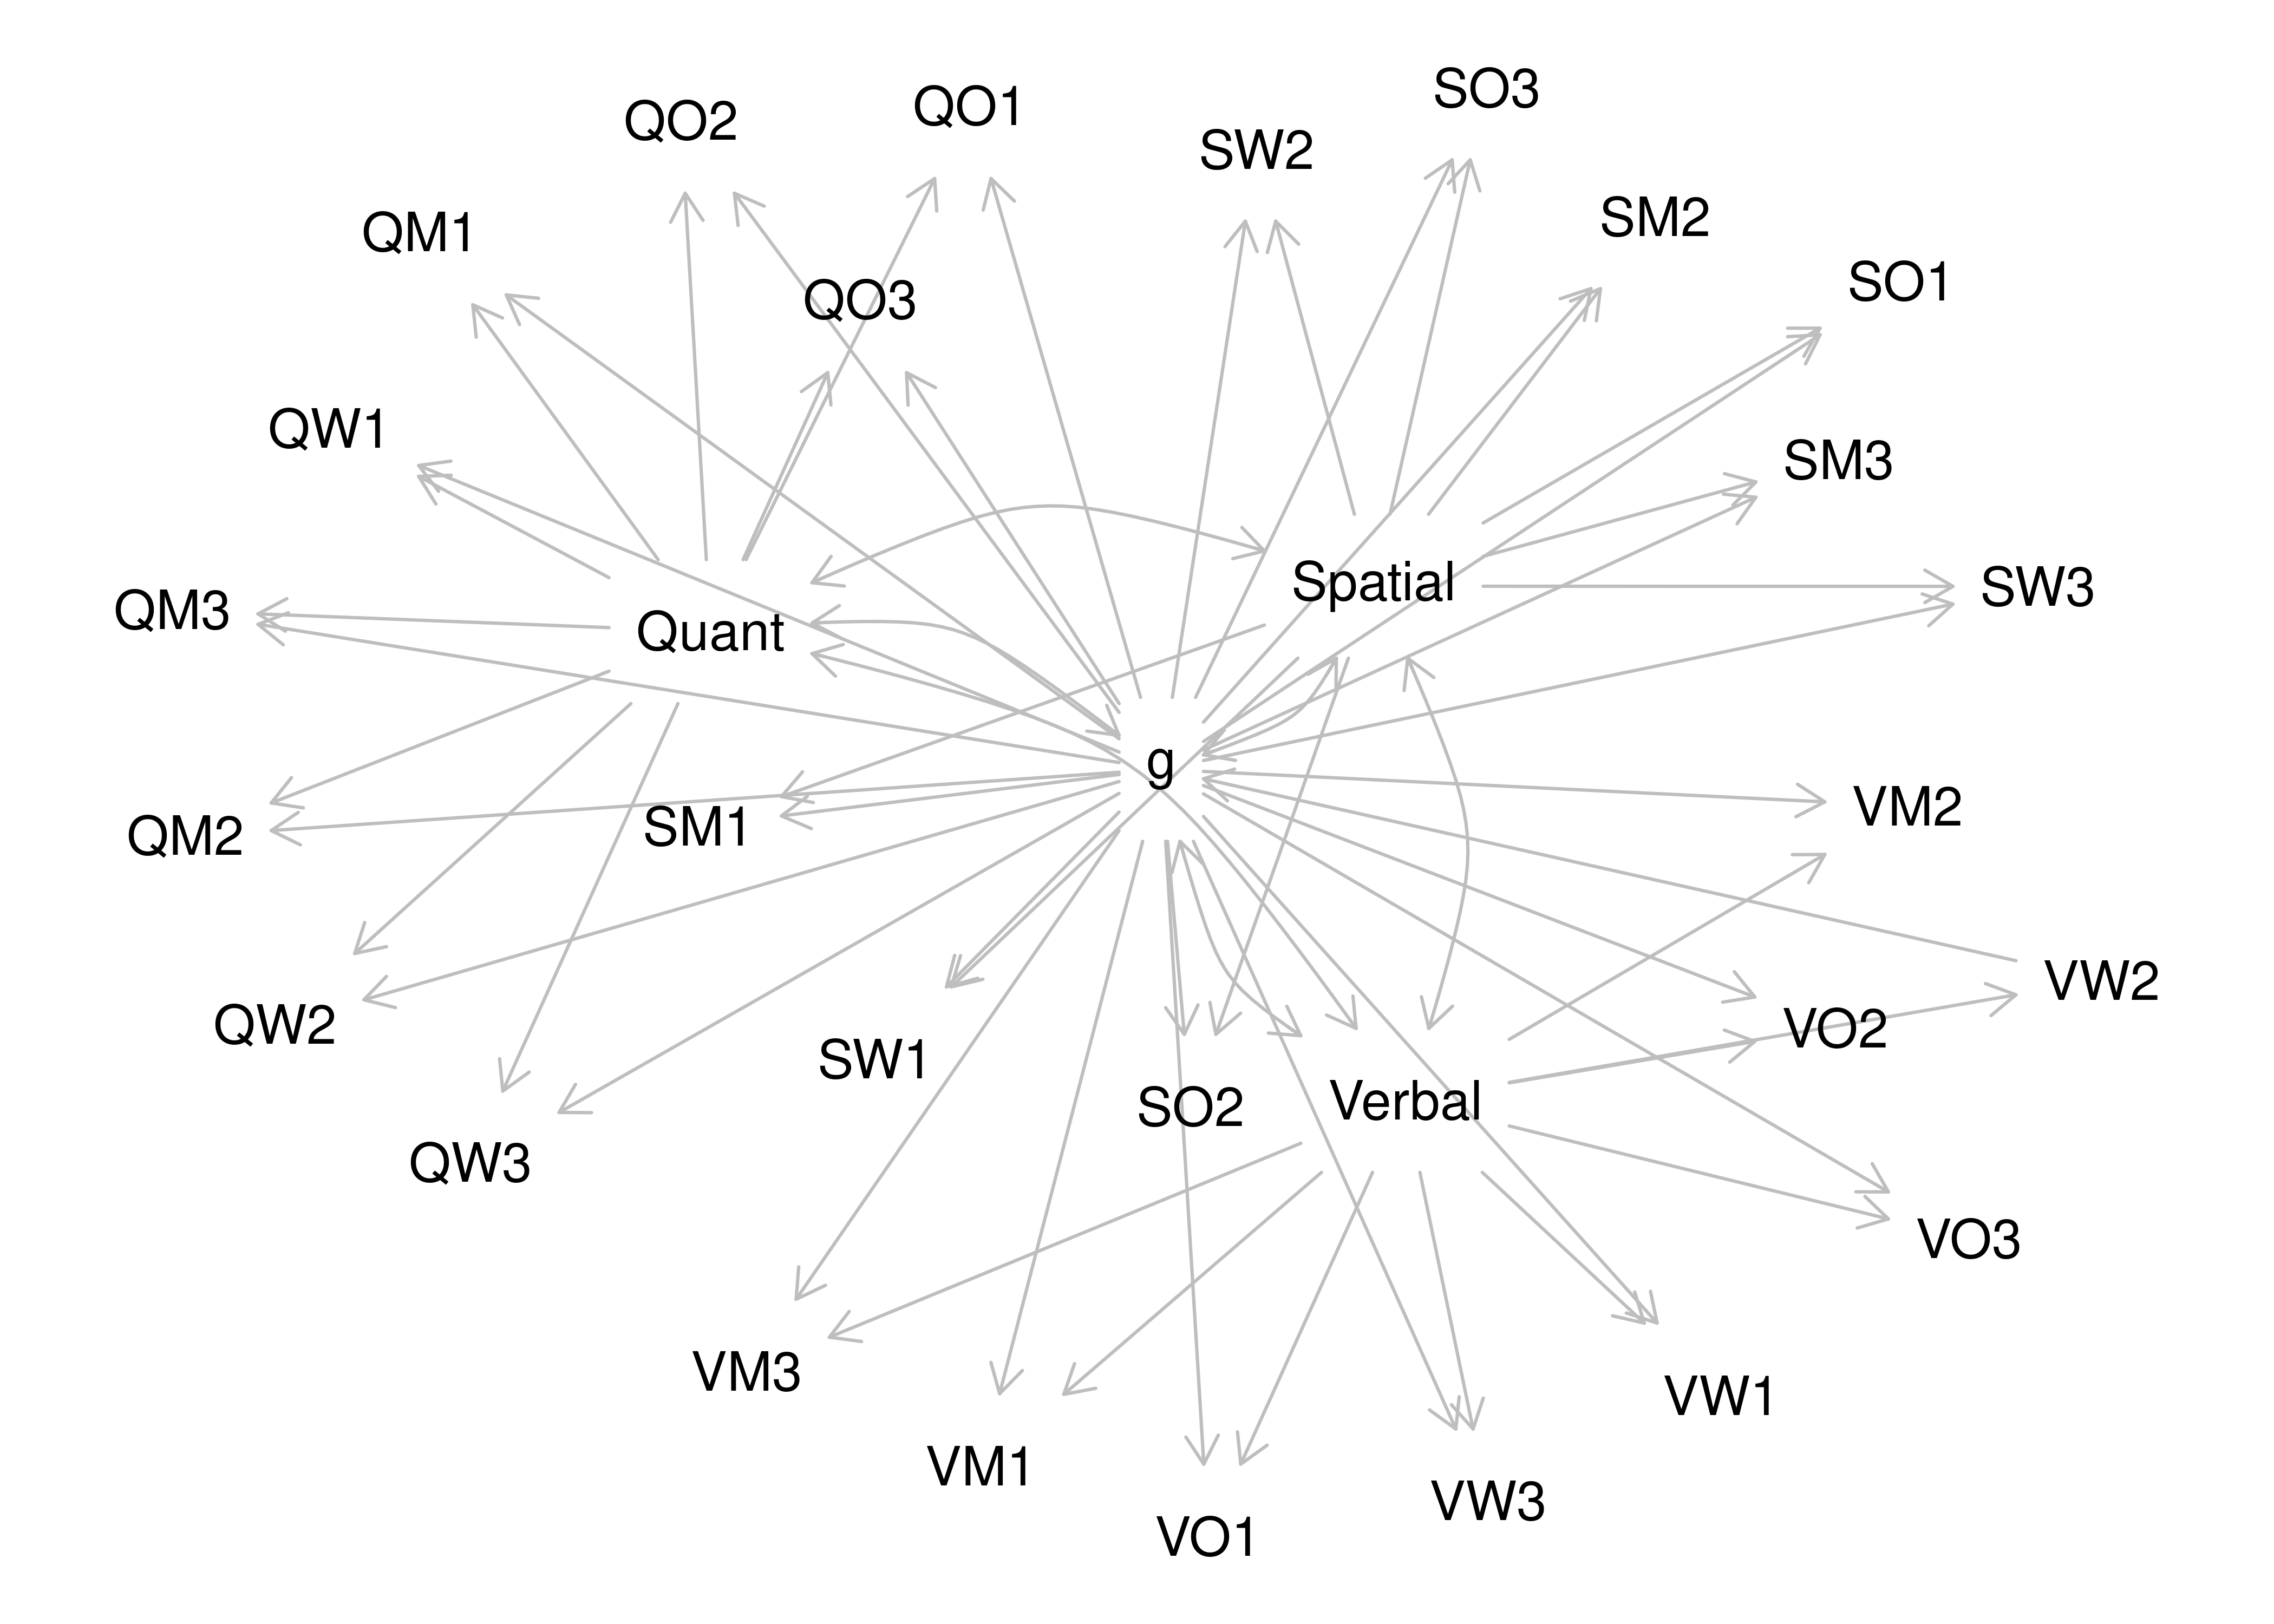 SO3
QO1
QO2
SW2
SM2
QM1
SO1
QO3
QW1
SM3
Spatial
SW3
QM3
Quant
g
VM2
SM1
QM2
VW2
QW2
VO2
SW1
Verbal
SO2
QW3
VO3
VM3
VW1
VM1
VW3
VO1